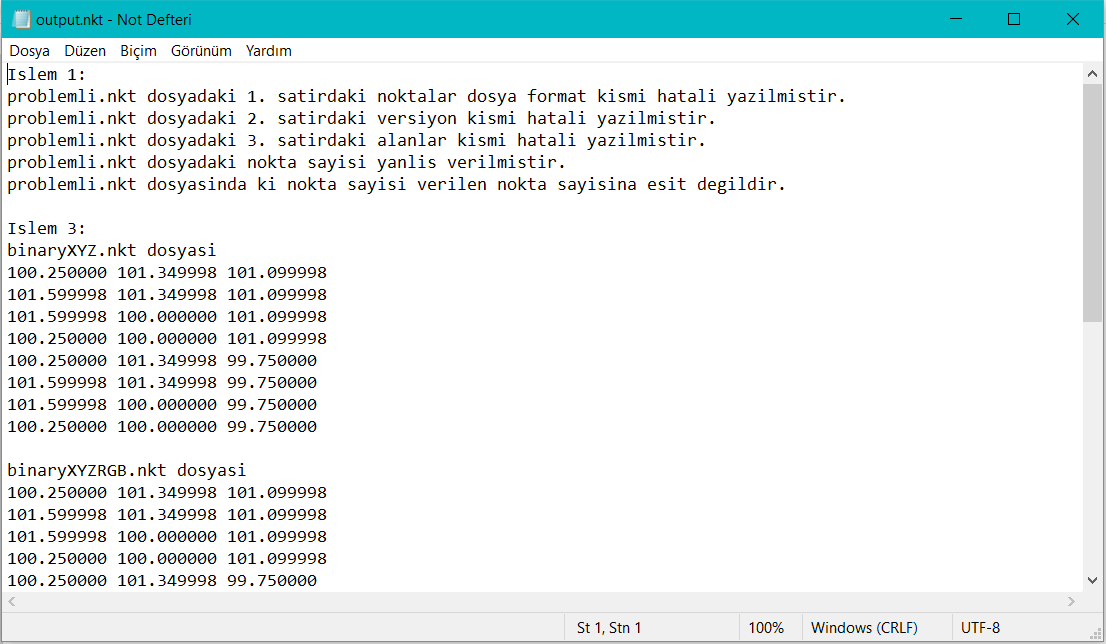 output.nkt - Not Defteri
Dosya Düzen Biçim Görünüm Yardım
Islem 1:
problemli.nkt dosyadaki 1. satirdaki noktalar dosya format kismi hatali yazilmistir.
problemli.nkt dosyadaki 2. satirdaki versiyon kismi hatali yazilmistir.
problemli.nkt dosyadaki 3. satirdaki alanlar kismi hatali yazilmistir.
problemli.nkt dosyadaki nokta sayisi yanlis verilmistir.
problemli.nkt dosyasinda ki nokta sayisi verilen nokta sayisina esit degildir.

Islem 3:
binaryXYZ.nkt dosyasi
100.250000 101.349998 101.099998
101.599998 101.349998 101.099998
101.599998 100.000000 101.099998
100.250000 100.000000 101.099998
100.250000 101.349998 99.750000
101.599998 101.349998 99.750000
101.599998 100.000000 99.750000
100.250000 100.000000 99.750000

binaryXYZRGB.nkt dosyasi
100.250000 101.349998 101.099998
101.599998 101.349998 101.099998
101.599998 100.000000 101.099998
100.250000 100.000000 101.099998
100.250000 101.349998 99.750000
St 1, Stn 1 100% Windows (CRLF) UTF-8